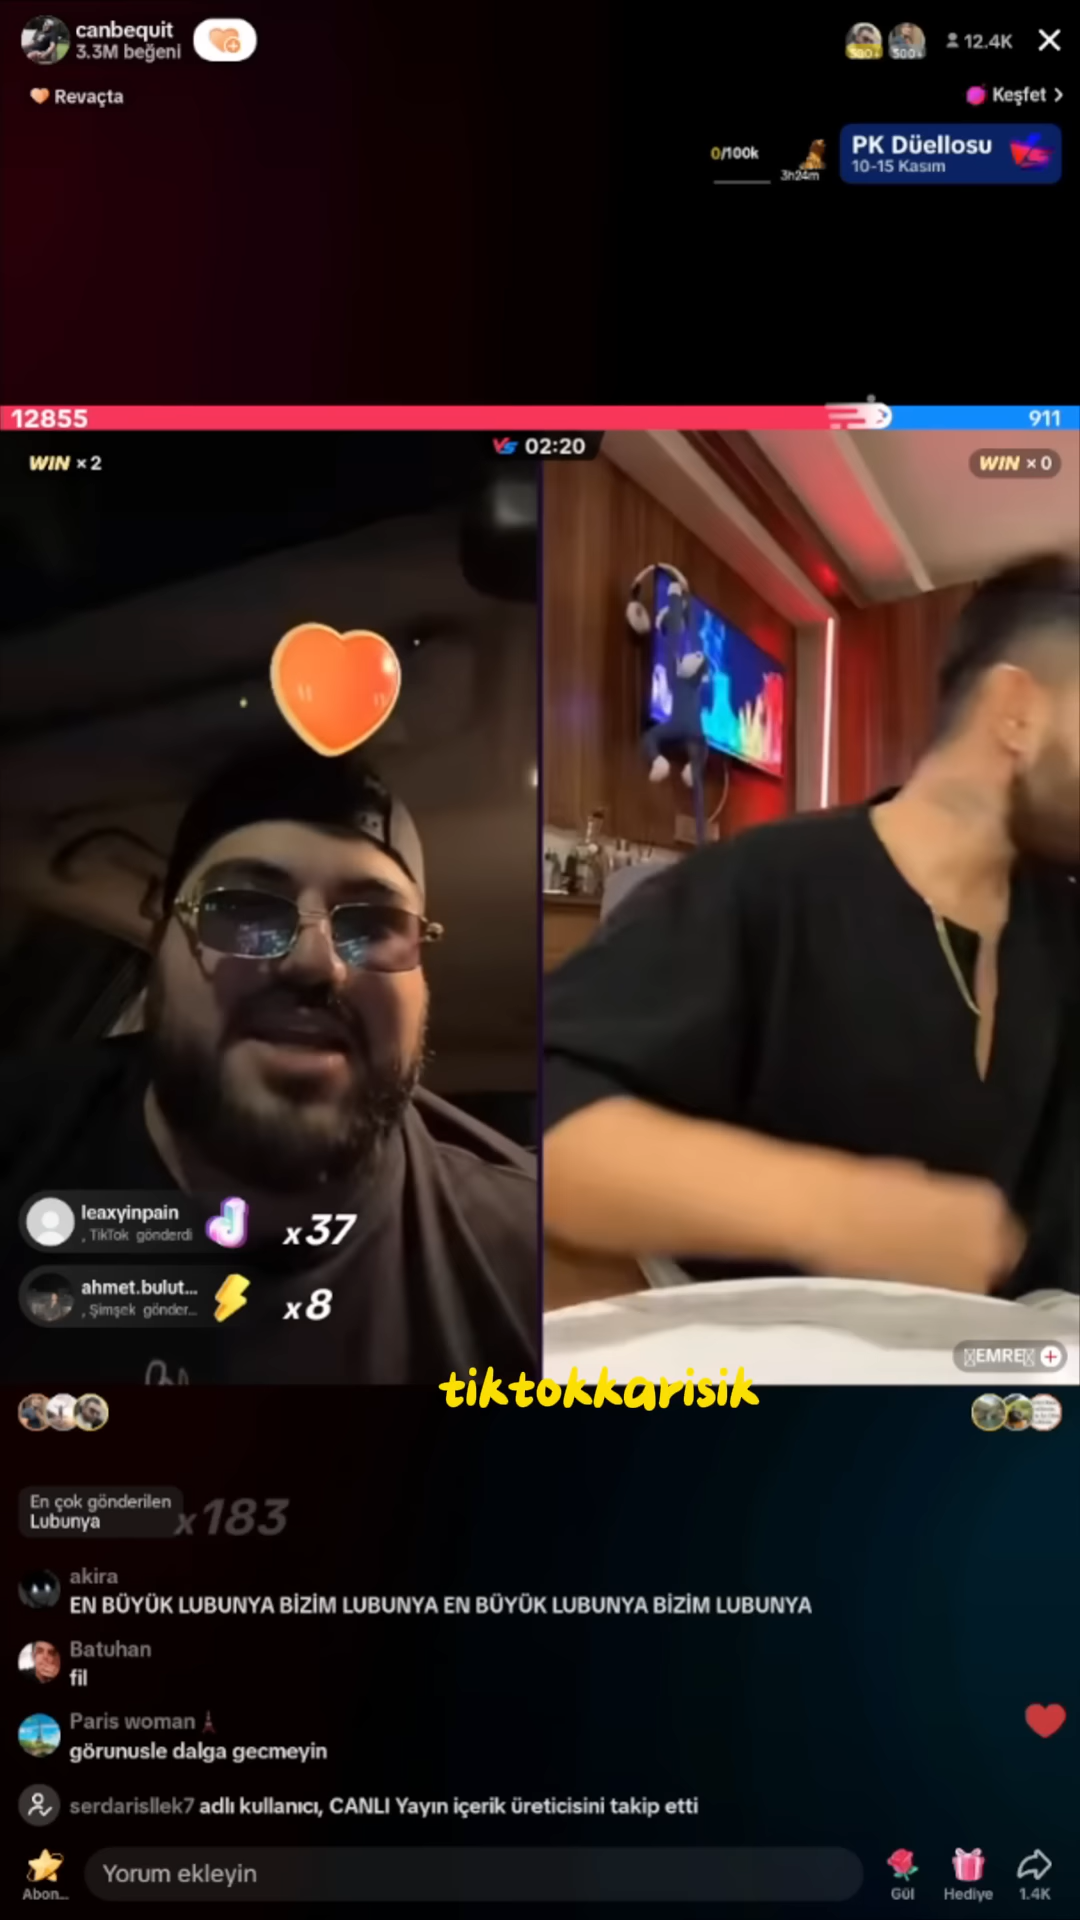 canbequit
3.3M beğeni
500+
500+
12.4K
Revaçta
Keşfet
0/100k
3h24m
PK Düellosu
10-15 Kasım
12855
911
VS 02:20
WIN x 2
WIN x 0
leaxyinpain
, TikTok gönderdi
x37
ahmet.bulut...
, Şimşek gönder...
x8
EMRE
tiktokkarisik
En çok gönderilen
Lubunya
x183
akira
EN BÜYÜK LUBUNYA BİZİM LUBUNYA EN BÜYÜK LUBUNYA BİZİM LUBUNYA
Batuhan
fil
Paris woman
görunusle dalga gecmeyin
serdarisllek7 adlı kullanıcı, CANLI Yayın içerik üreticisini takip etti
Abon...
Yorum ekleyin
Gül
Hediye
1.4K